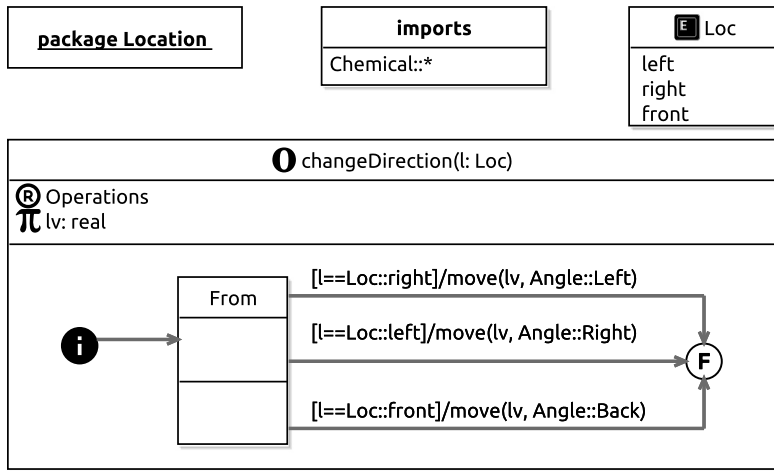 package Location
imports
Chemical::*
E Loc
left
right
front
O changeDirection(l: Loc)
R Operations
π lv: real
[l==Loc::right]/move(lv, Angle::Left)
From
[l==Loc::left]/move(lv, Angle::Right)
i
F
[l==Loc::front]/move(lv, Angle::Back)